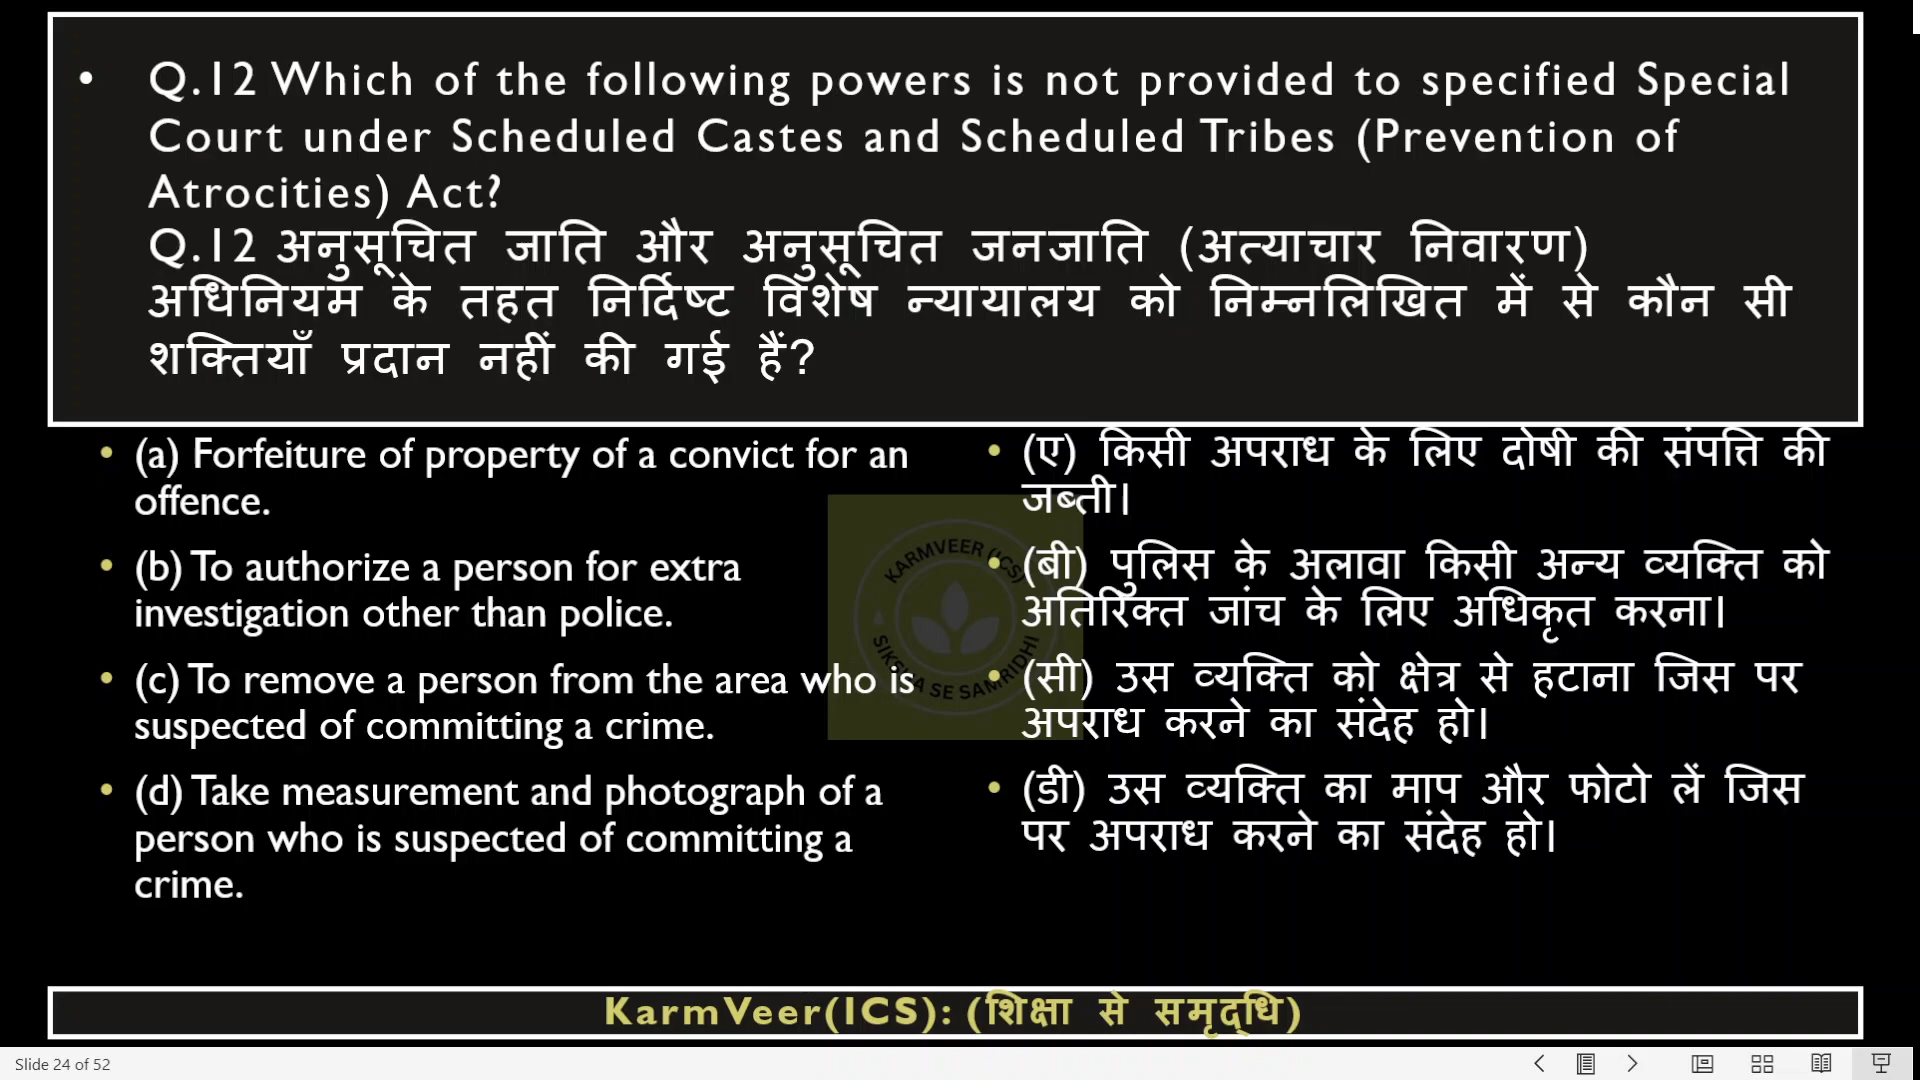 • Q.12 Which of the following powers is not provided to specified Special
Court under Scheduled Castes and Scheduled Tribes (Prevention of
Atrocities) Act?
Q.12 अनुसूचित जाति और अनुसूचित जनजाति (अत्याचार निवारण)
अधिनियम के तहत निर्दिष्ट विशेष न्यायालय को निम्नलिखित में से कौन सी
शक्तियाँ प्रदान नहीं की गई हैं?
• (a) Forfeiture of property of a convict for an
offence.
• (b) To authorize a person for extra
investigation other than police.
• (c) To remove a person from the area who is
suspected of committing a crime.
• (d) Take measurement and photograph of a
person who is suspected of committing a
crime.
• (ए) किसी अपराध के लिए दोषी की संपत्ति की
जब्ती।
• (बी) पुलिस के अलावा किसी अन्य व्यक्ति को
अतिरिक्त जांच के लिए अधिकृत करना।
• (सी) उस व्यक्ति को क्षेत्र से हटाना जिस पर
अपराध करने का संदेह हो।
• (डी) उस व्यक्ति का माप और फोटो लें जिस
पर अपराध करने का संदेह हो।
KARMVEER (ICS)
SIKSHA SE SAMRIDHI
KarmVeer(ICS): (शिक्षा से समृद्धि)
Slide 24 of 52